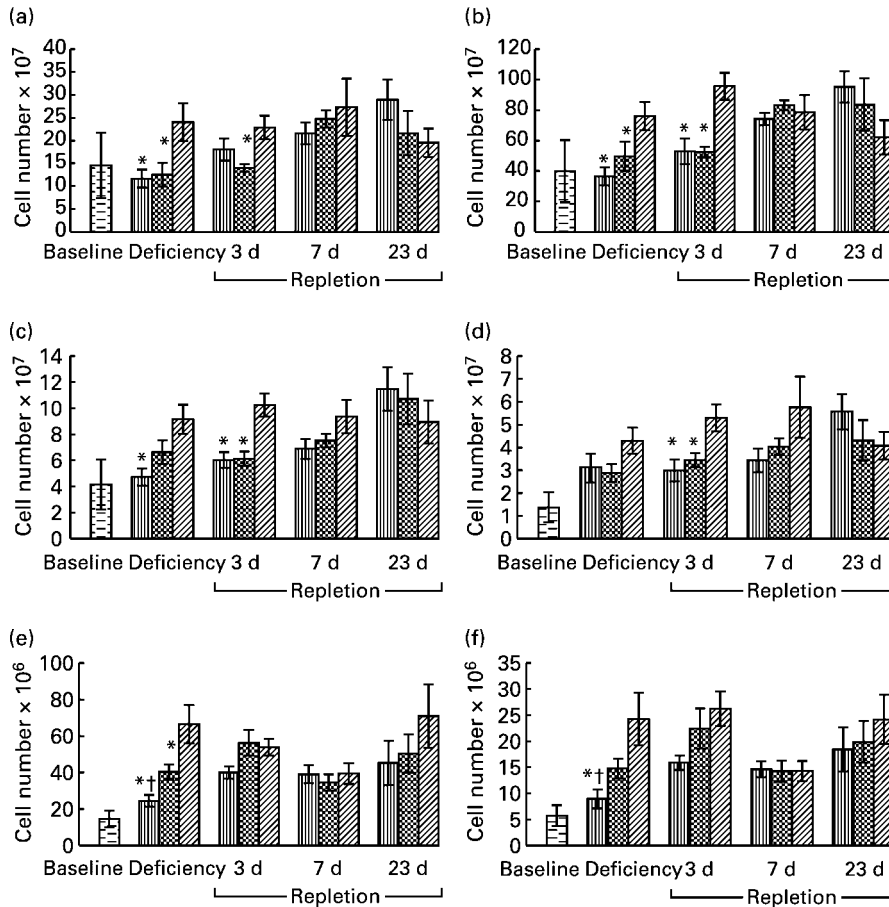 (a)
Cell number × 10⁷
40
35
30
25
20
15
10
5
0
* * *
Baseline Deficiency 3 d 7 d 23 d
Repletion
(b)
Cell number × 10⁷
120
100
80
60
40
20
0
* * * *
Baseline Deficiency 3 d 7 d 23 d
Repletion
(c)
Cell number × 10⁷
14
12
10
8
6
4
2
0
* * *
Baseline Deficiency 3 d 7 d 23 d
Repletion
(d)
Cell number × 10⁷
8
7
6
5
4
3
2
1
0
* *
Baseline Deficiency 3 d 7 d 23 d
Repletion
(e)
Cell number × 10⁶
100
80
60
40
20
0
*† *
Baseline Deficiency 3 d 7 d 23 d
Repletion
(f)
Cell number × 10⁶
35
30
25
20
15
10
5
0
*†
Baseline Deficiency 3 d 7 d 23 d
Repletion